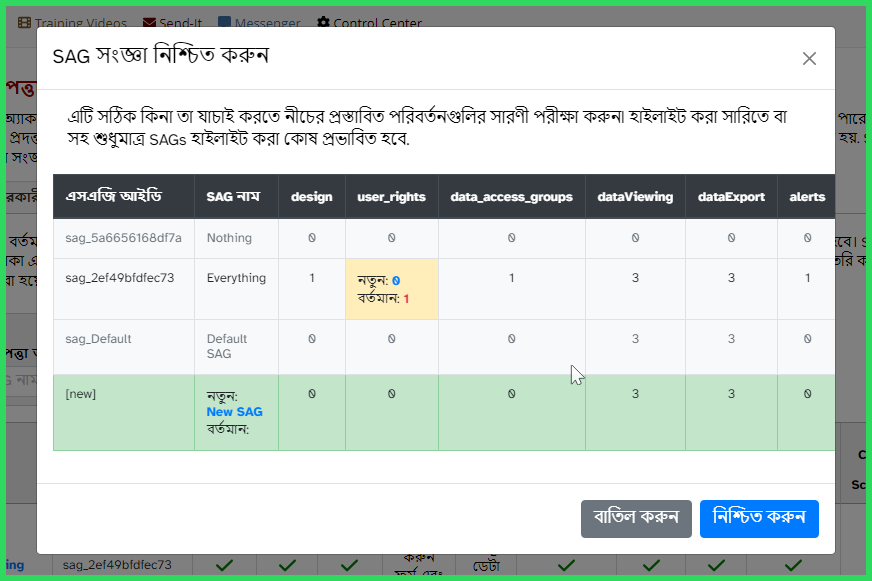 Training Videos Send-It Messenger Control Center
SAG সংজ্ঞা নিশ্চিত করুন
এটি সঠিক কিনা তা যাচাই করতে নীচের প্রস্তাবিত পরিবর্তনগুলির সারণী পরীক্ষা করুন। হাইলাইট করা সারিতে বা
সহ শুধুমাত্র SAGs হাইলাইট করা কোষ প্রভাবিত হবে.
এসএজি আইডি SAG নাম design user_rights data_access_groups dataViewing dataExport alerts
sag_5a6656168df7a Nothing 0 0 0 0 0 0
sag_2ef49bfdfec73 Everything 1 নতুন: 0 1 3 3 1
বর্তমান: 1
sag_Default Default 0 0 0 3 3 0
SAG
[new] নতুন: 0 0 0 3 3 0
New SAG
বর্তমান:
বাতিল করুন নিশ্চিত করুন
sag_2ef49bfdfec73 করুন ডেটা